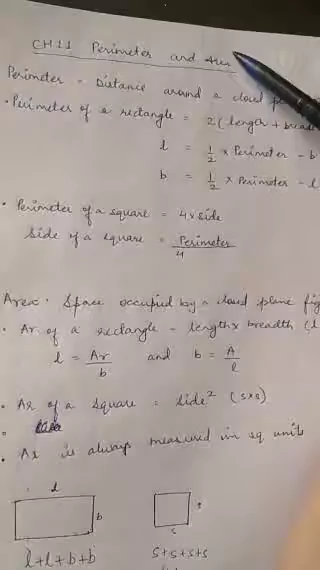 CH 11 Perimeter and Area
Perimeter - Distance around a closed
• Perimeter of a rectangle = 2(length +
l = 1/2 × Perimeter - b
b = 1/2 × Perimeter - l
• Perimeter of a square = 4×side
Side of a square = Perimeter/4
Area • Space occupied by a closed plane
• Ar of a rectangle - length× breadth (l
l = Ar/b and b = A/l
• Ar of a square = side² (s×s)
• Ar is always measured in sq units
l
b
s
s
l+l+b+b
s+s+s+s